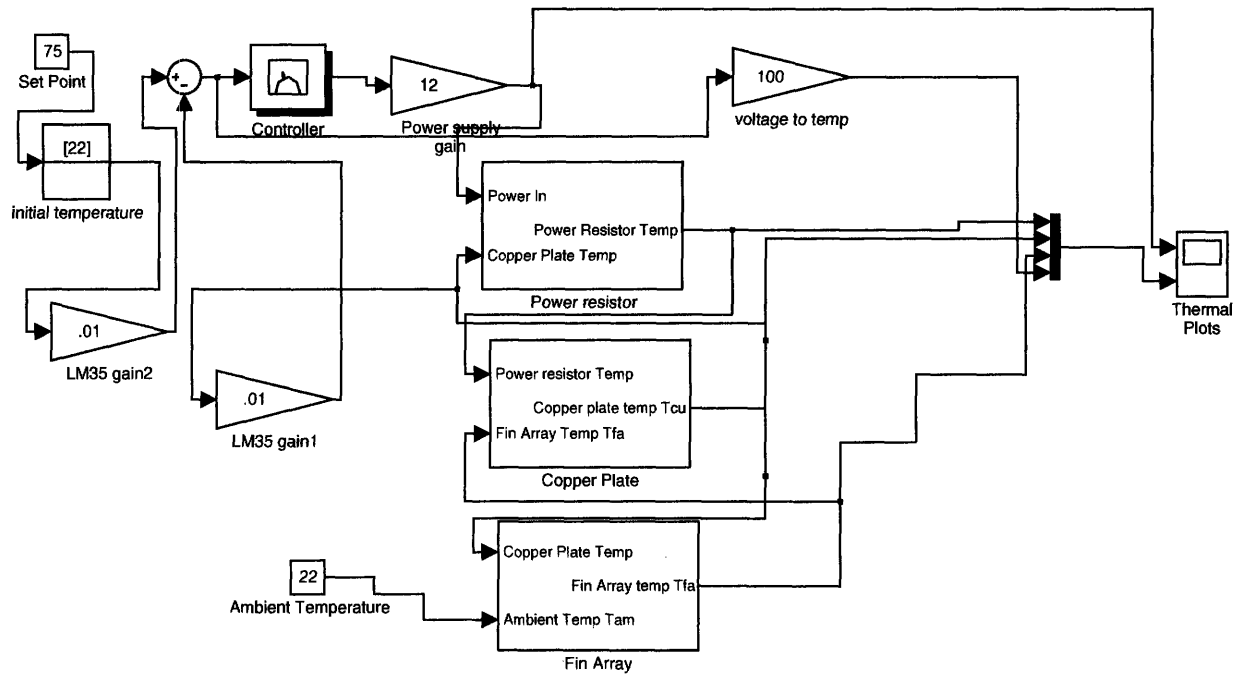 75
Set Point
+
-
Controller
12
Power supply
gain
100
voltage to temp
[22]
initial temperature
Power In
Power Resistor Temp
Copper Plate Temp
Power resistor
Thermal
Plots
.01
LM35 gain2
.01
LM35 gain1
Power resistor Temp
Copper plate temp Tcu
Fin Array Temp Tfa
Copper Plate
Copper Plate Temp
Fin Array temp Tfa
Ambient Temp Tam
Fin Array
22
Ambient Temperature